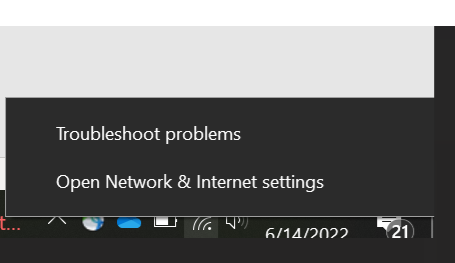 Troubleshoot problems
Open Network & Internet settings
t...
6/14/2022
21